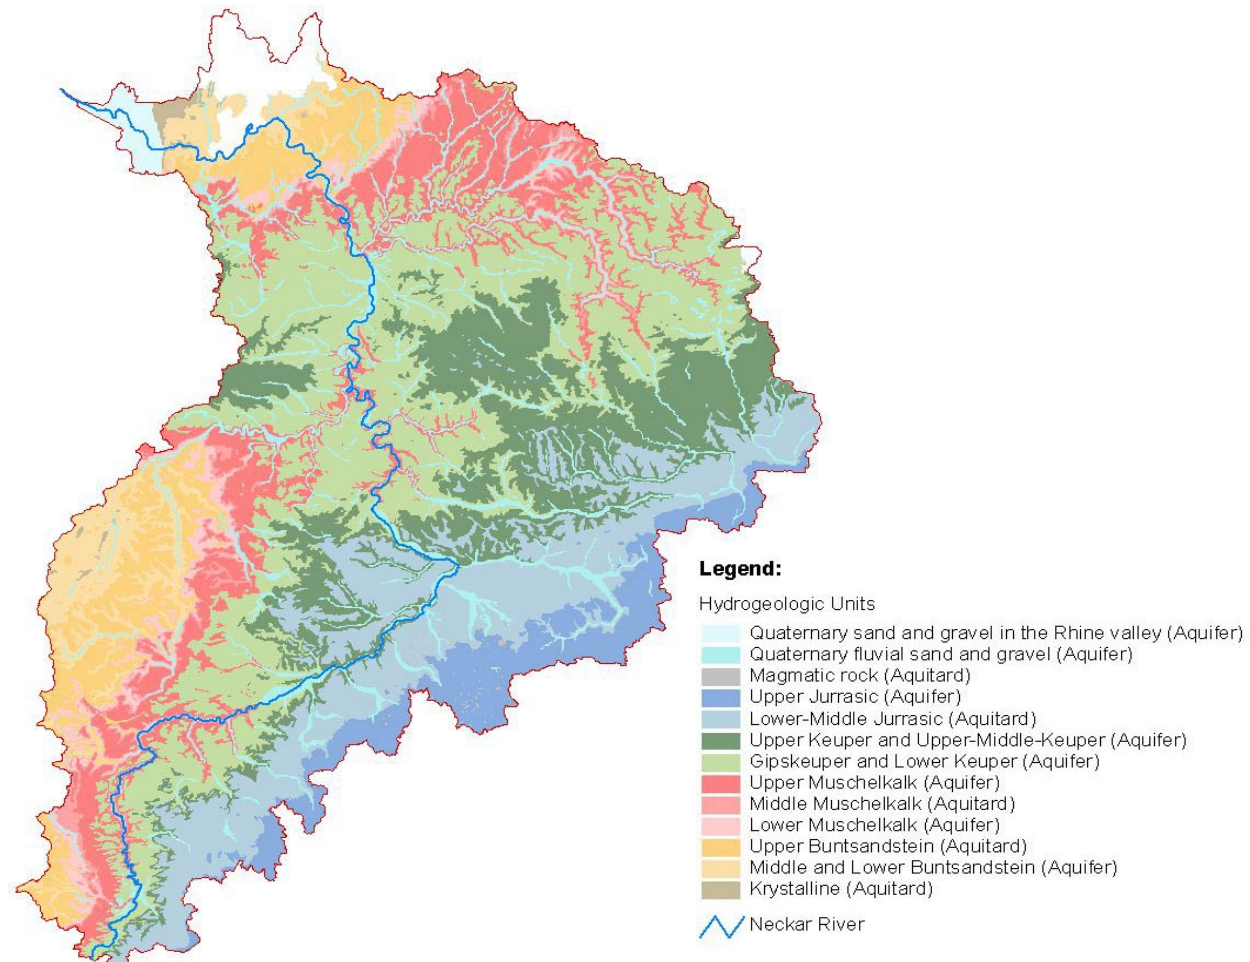 Legend:
Hydrogeologic Units
Quaternary sand and gravel in the Rhine valley (Aquifer)
Quaternary fluvial sand and gravel (Aquifer)
Magmatic rock (Aquitard)
Upper Jurrasic (Aquifer)
Lower-Middle Jurrasic (Aquitard)
Upper Keuper and Upper-Middle-Keuper (Aquifer)
Gipskeuper and Lower Keuper (Aquifer)
Upper Muschelkalk (Aquifer)
Middle Muschelkalk (Aquitard)
Lower Muschelkalk (Aquifer)
Upper Buntsandstein (Aquitard)
Middle and Lower Buntsandstein (Aquifer)
Krystalline (Aquitard)
Neckar River